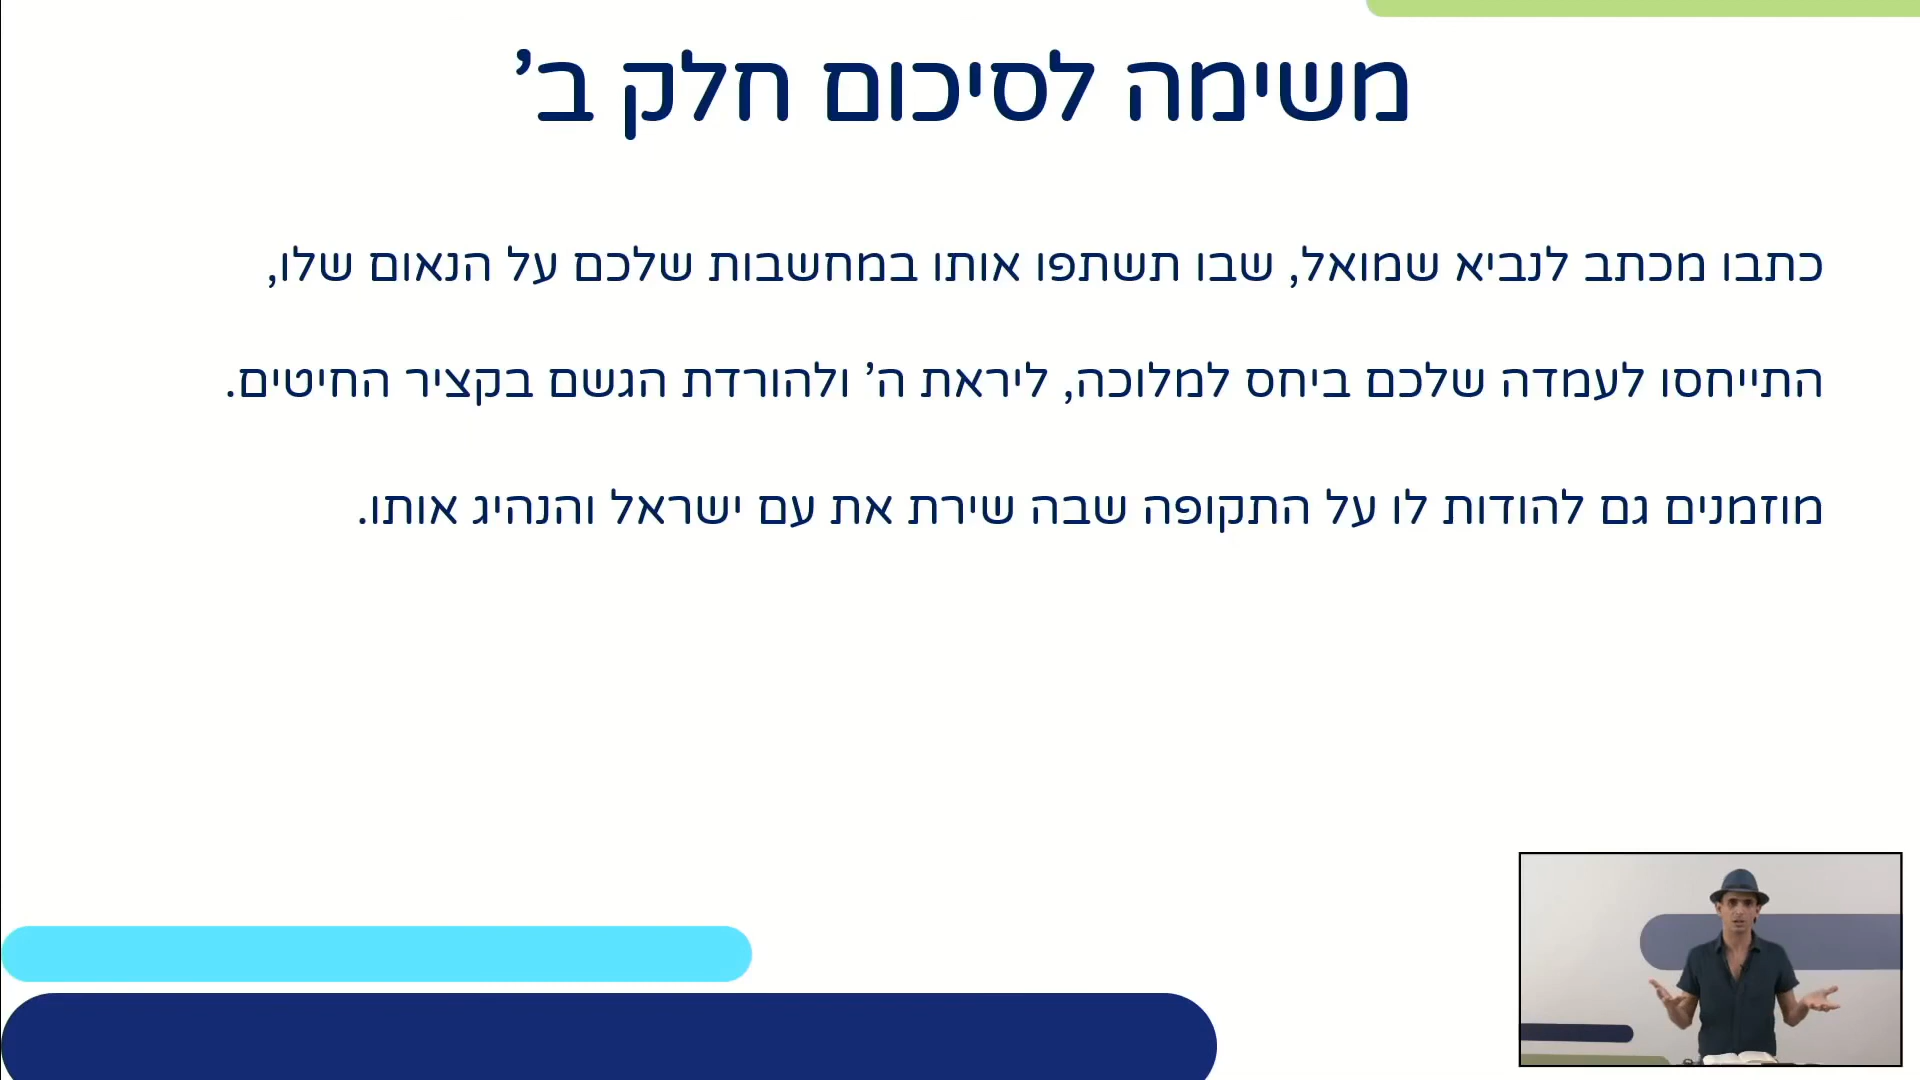 משימה לסיכום חלק ב'
כתבו מכתב לנביא שמואל, שבו תשתפו אותו במחשבות שלכם על הנאום שלו,
התייחסו לעמדה שלכם ביחס למלוכה, ליראת ה' ולהורדת הגשם בקציר החיטים.
מוזמנים גם להודות לו על התקופה שבה שירת את עם ישראל והנהיג אותו.